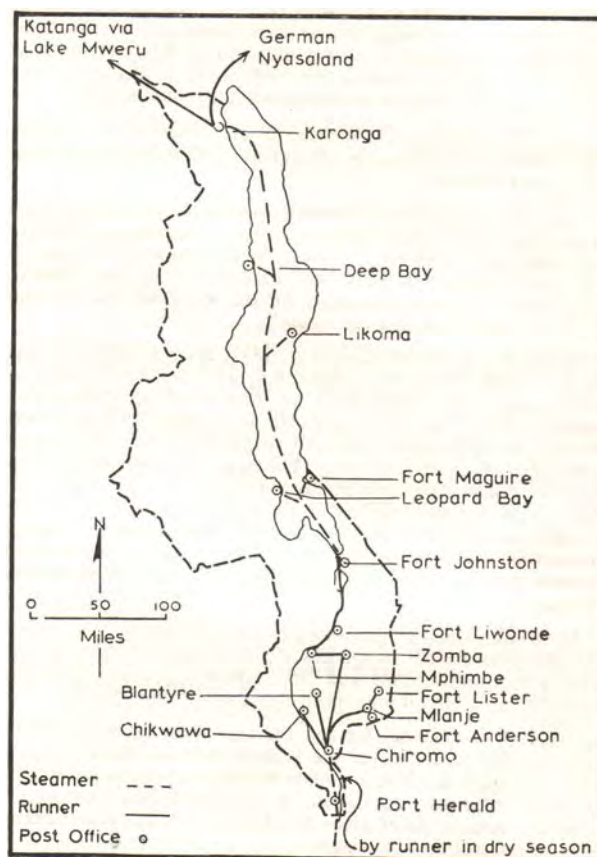 Katanga via
Lake Mweru
German
Nyasaland
Karonga
Deep Bay
Likoma
Fort Maguire
Leopard Bay
N
Fort Johnston
0 50 100
Miles
Fort Liwonde
Zomba
Mphimbe
Blantyre
Fort Lister
Mlanje
Chikwawa
Fort Anderson
Chiromo
Steamer
Runner
Port Herald
Post Office
by runner in dry season